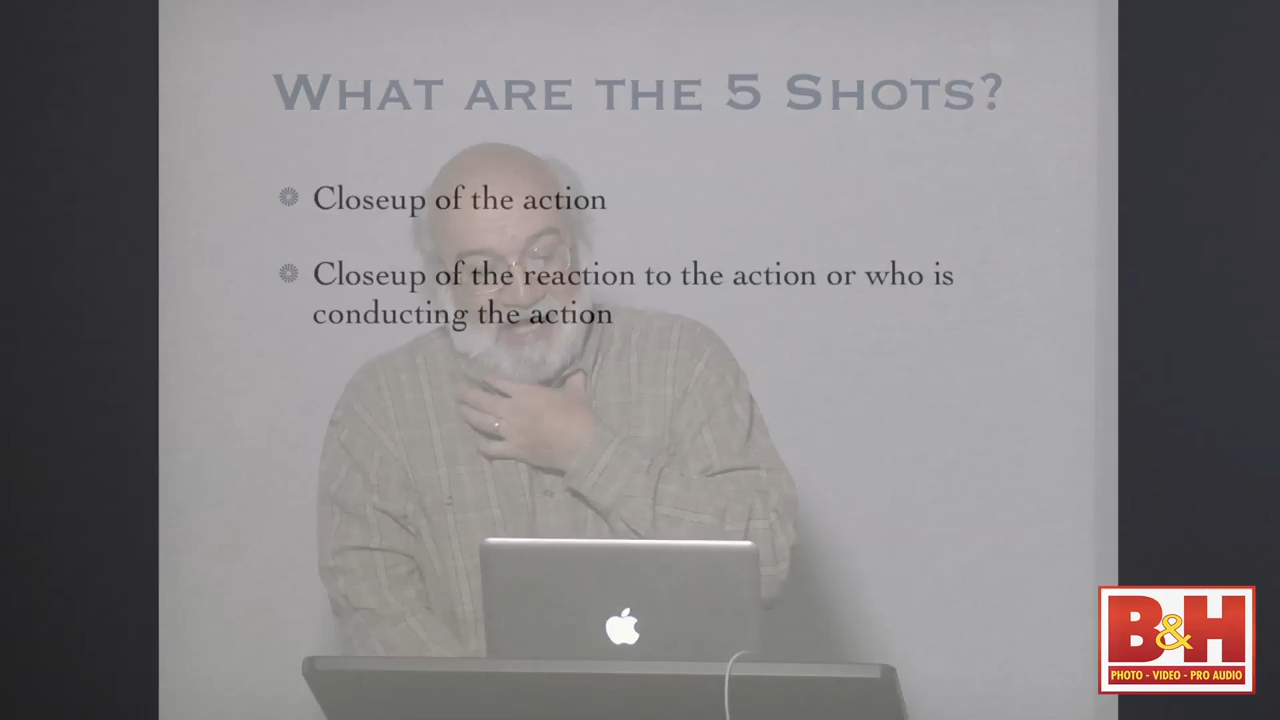 WHAT ARE THE 5 SHOTS?
Closeup of the action
Closeup of the reaction to the action or who is
conducting the action
B&H
PHOTO - VIDEO - PRO AUDIO